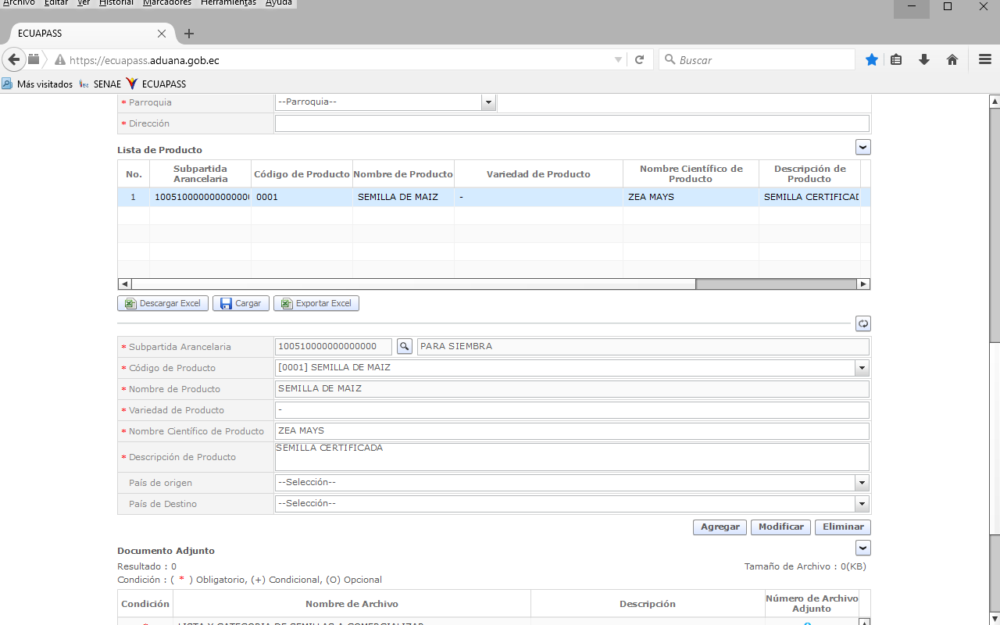 Archivo Editar Ver Historial Marcadores Herramientas Ayuda
ECUAPASS
https://ecuapass.aduana.gob.ec
Buscar
Más visitados SENAE ECUAPASS
* Parroquia --Parroquia--
* Dirección
Lista de Producto
No. Subpartida Arancelaria Código de Producto Nombre de Producto Variedad de Producto Nombre Científico de Producto Descripción de Producto
1 10051000000000000 0001 SEMILLA DE MAIZ - ZEA MAYS SEMILLA CERTIFICAD
Descargar Excel Cargar Exportar Excel
* Subpartida Arancelaria 100510000000000000 PARA SIEMBRA
* Código de Producto [0001] SEMILLA DE MAIZ
* Nombre de Producto SEMILLA DE MAIZ
* Variedad de Producto -
* Nombre Científico de Producto ZEA MAYS
* Descripción de Producto SEMILLA CERTIFICADA
País de origen --Selección--
País de Destino --Selección--
Agregar Modificar Eliminar
Documento Adjunto
Resultado : 0 Tamaño de Archivo : 0(KB)
Condición : ( * ) Obligatorio, (+) Condicional, (O) Opcional
Condición Nombre de Archivo Descripción Número de Archivo Adjunto
* LISTA Y CATEGORIA DE SEMILLAS A COMERCIALIZAR